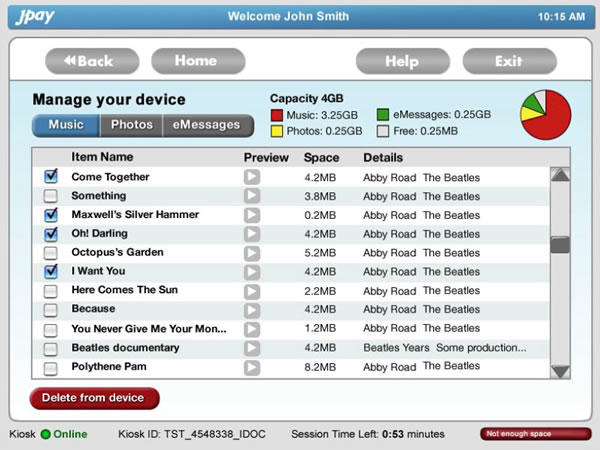 jpay Welcome John Smith 10:15 AM
Back Home Help Exit
Manage your device
Capacity 4GB
Music: 3.25GB eMessages: 0.25GB
Photos: 0.25GB Free: 0.25MB
Music Photos eMessages
Item Name Preview Space Details
Come Together 4.2MB Abby Road The Beatles
Something 3.8MB Abby Road The Beatles
Maxwell's Silver Hammer 0.2MB Abby Road The Beatles
Oh! Darling 4.2MB Abby Road The Beatles
Octopus's Garden 5.2MB Abby Road The Beatles
I Want You 4.2MB Abby Road The Beatles
Here Comes The Sun 2.2MB Abby Road The Beatles
Because 4.2MB Abby Road The Beatles
You Never Give Me Your Mon... 1.2MB Abby Road The Beatles
Beatles documentary 4.2MB Beatles Years Some production...
Polythene Pam 8.2MB Abby Road The Beatles
Delete from device
Kiosk Online Kiosk ID: TST_4548338_IDOC Session Time Left: 0:53 minutes Not enough space